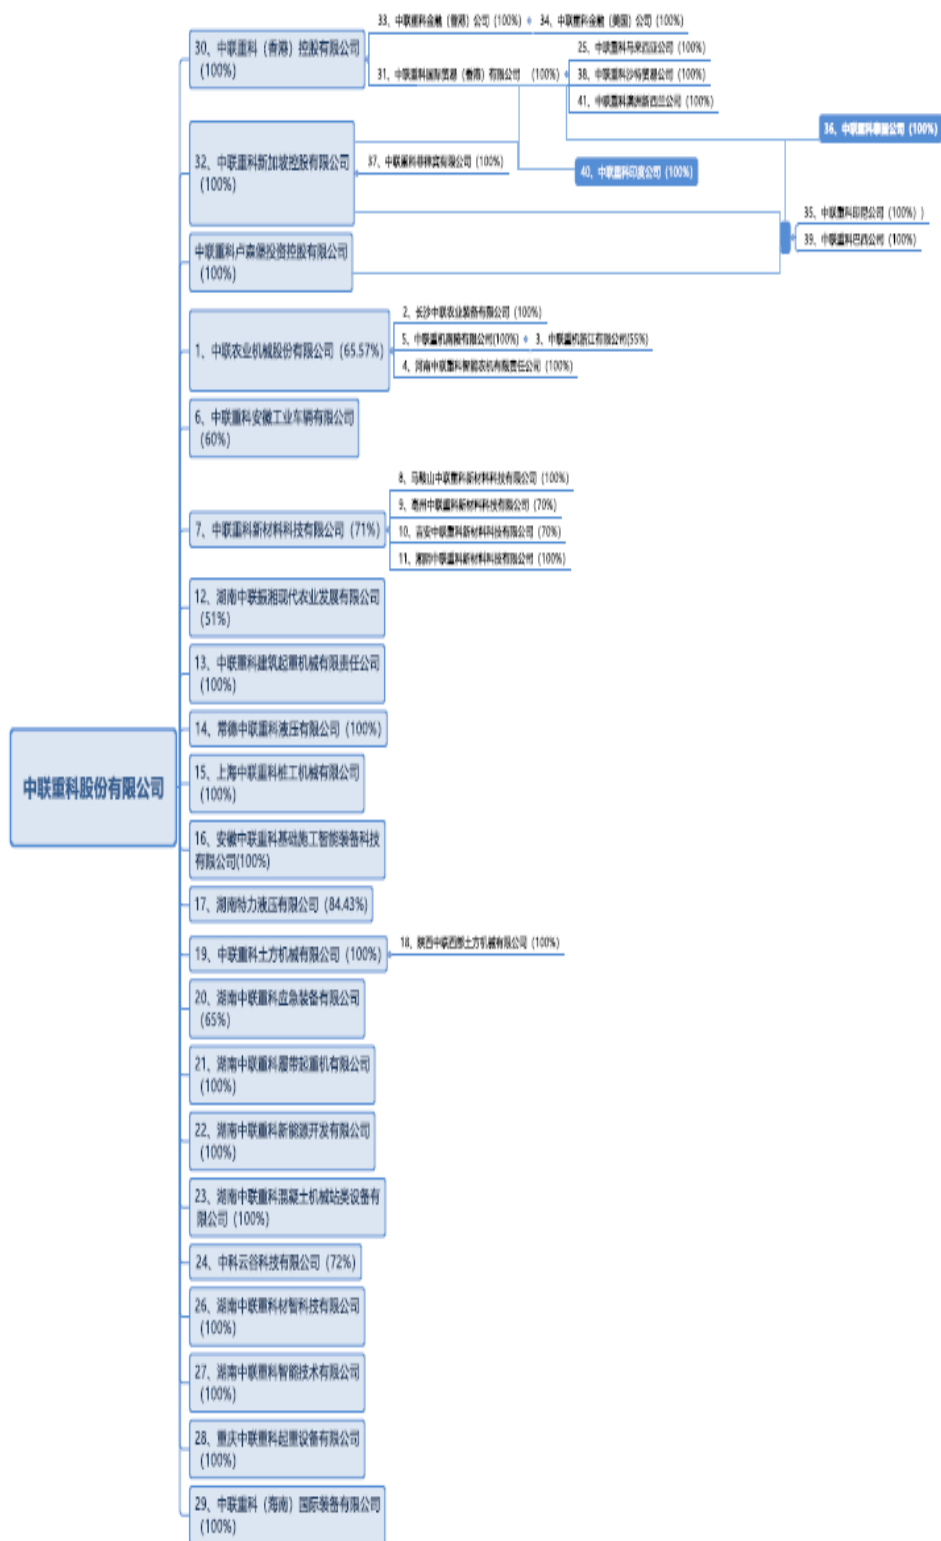 33、中联重科金融（香港）公司（100%）
34、中联重科金融（美国）公司（100%）
30、中联重科（香港）控股有限公司
（100%）
25、中联重科马来西亚公司（100%）
31、中联重科国际贸易（香港）有限公司 （100%）
38、中联重科沙特贸易公司（100%）
41、中联重科澳洲新西兰公司（100%）
36、中联重科泰国公司（100%）
32、中联重科新加坡控股有限公司
（100%）
37、中联重科菲律宾有限公司（100%）
40、中联重科印度公司（100%）
35、中联重科印尼公司（100%））
39、中联重科巴西公司（100%）
中联重科卢森堡投资控股有限公司
（100%）
2、长沙中联农业装备有限公司（100%）
1、中联农业机械股份有限公司（65.57%）
5、中联重机南陵有限公司(100%)
3、中联重机浙江有限公司(55%)
4、河南中联重科智能农机有限责任公司（100%）
6、中联重科安徽工业车辆有限公司
（60%）
8、马鞍山中联重科新材料科技有限公司（100%）
9、亳州中联重科新材料科技有限公司（70%）
7、中联重科新材料科技有限公司（71%）
10、吉安中联重科新材料科技有限公司（70%）
11、湘阴中联重科新材料科技有限公司（100%）
12、湖南中联振湘现代农业发展有限公司
（51%）
13、中联重科建筑起重机械有限责任公司
（100%）
14、常德中联重科液压有限公司（100%）
中联重科股份有限公司
15、上海中联重科桩工机械有限公司
（100%）
16、安徽中联重科基础施工智能装备科技
有限公司(100%）
17、湖南特力液压有限公司（84.43%）
19、中联重科土方机械有限公司（100%）
18、陕西中联西部土方机械有限公司（100%）
20、湖南中联重科应急装备有限公司
（65%）
21、湖南中联重科履带起重机有限公司
（100%）
22、湖南中联重科新能源开发有限公司
（100%）
23、湖南中联重科混凝土机械站类设备有
限公司（100%）
24、中科云谷科技有限公司（72%）
26、湖南中联重科材智科技有限公司
（100%）
27、湖南中联重科智能技术有限公司
（100%）
28、重庆中联重科起重设备有限公司
（100%）
29、中联重科（海南）国际装备有限公司
（100%）